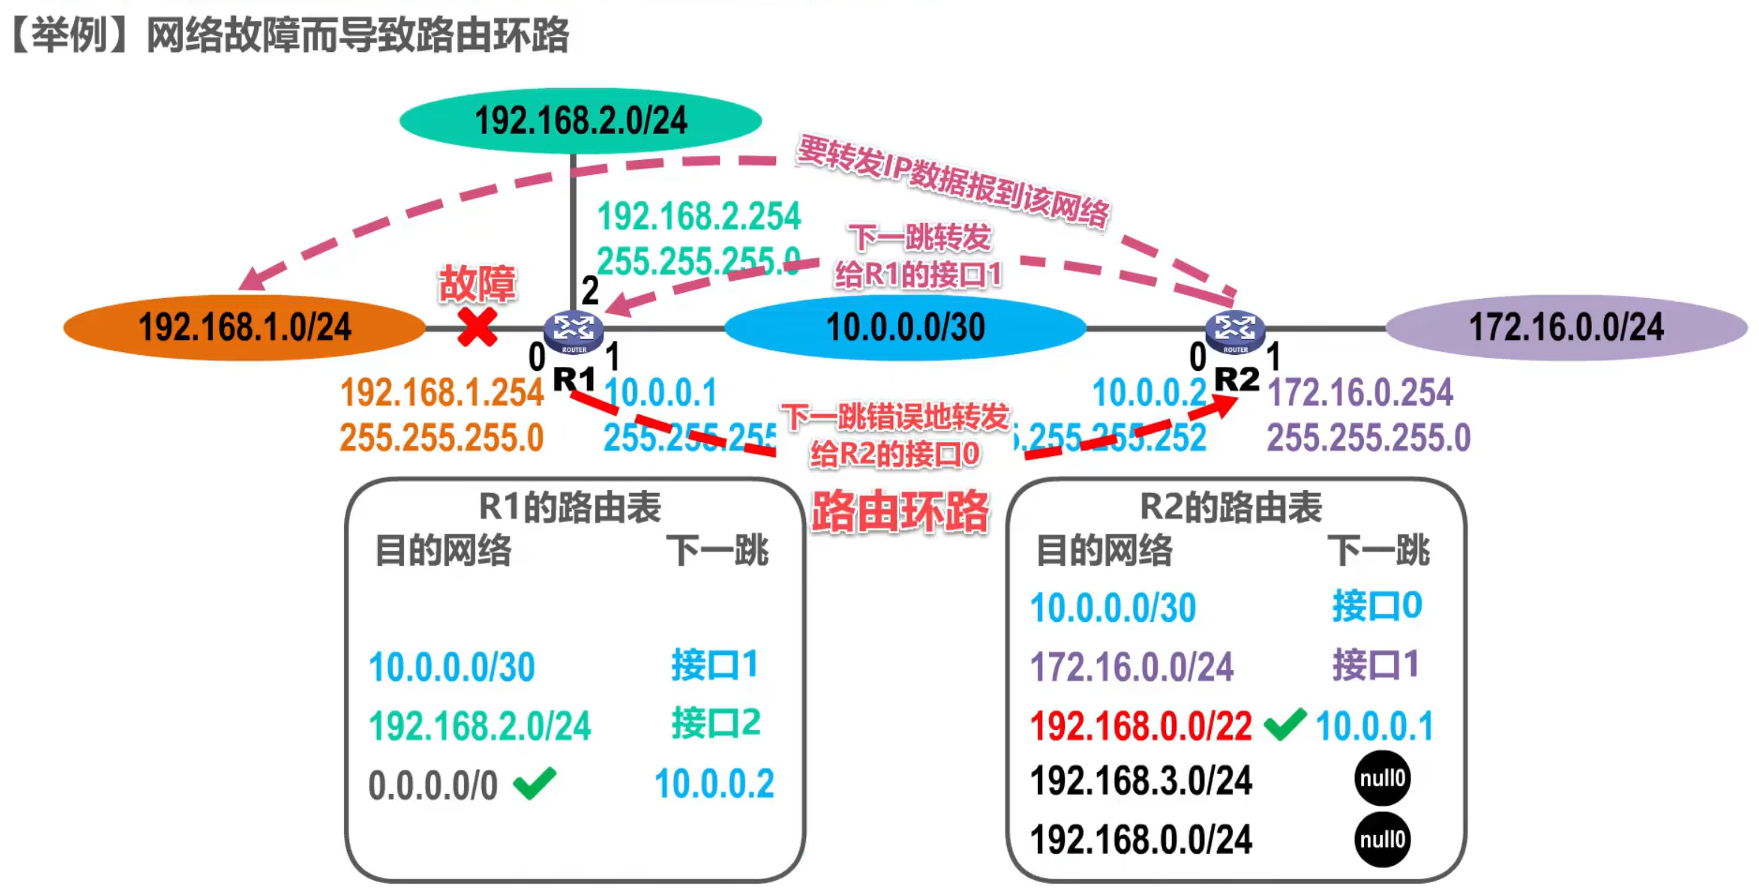 【举例】网络故障而导致路由环路
192.168.2.0/24
要转发IP数据报到该网络
192.168.2.254
255.255.255.0
下一跳转发
给R1的接口1
故障
2
192.168.1.0/24
ROUTER
10.0.0.0/30
ROUTER
172.16.0.0/24
0
R1
1
0
R2
1
192.168.1.254
255.255.255.0
10.0.0.1
255.255.255
10.0.0.2
5.255.255.252
172.16.0.254
255.255.255.0
下一跳错误地转发
给R2的接口0
路由环路
R1的路由表
目的网络 下一跳
10.0.0.0/30 接口1
192.168.2.0/24 接口2
0.0.0.0/0 10.0.0.2
R2的路由表
目的网络 下一跳
10.0.0.0/30 接口0
172.16.0.0/24 接口1
192.168.0.0/22 10.0.0.1
192.168.3.0/24 null0
192.168.0.0/24 null0